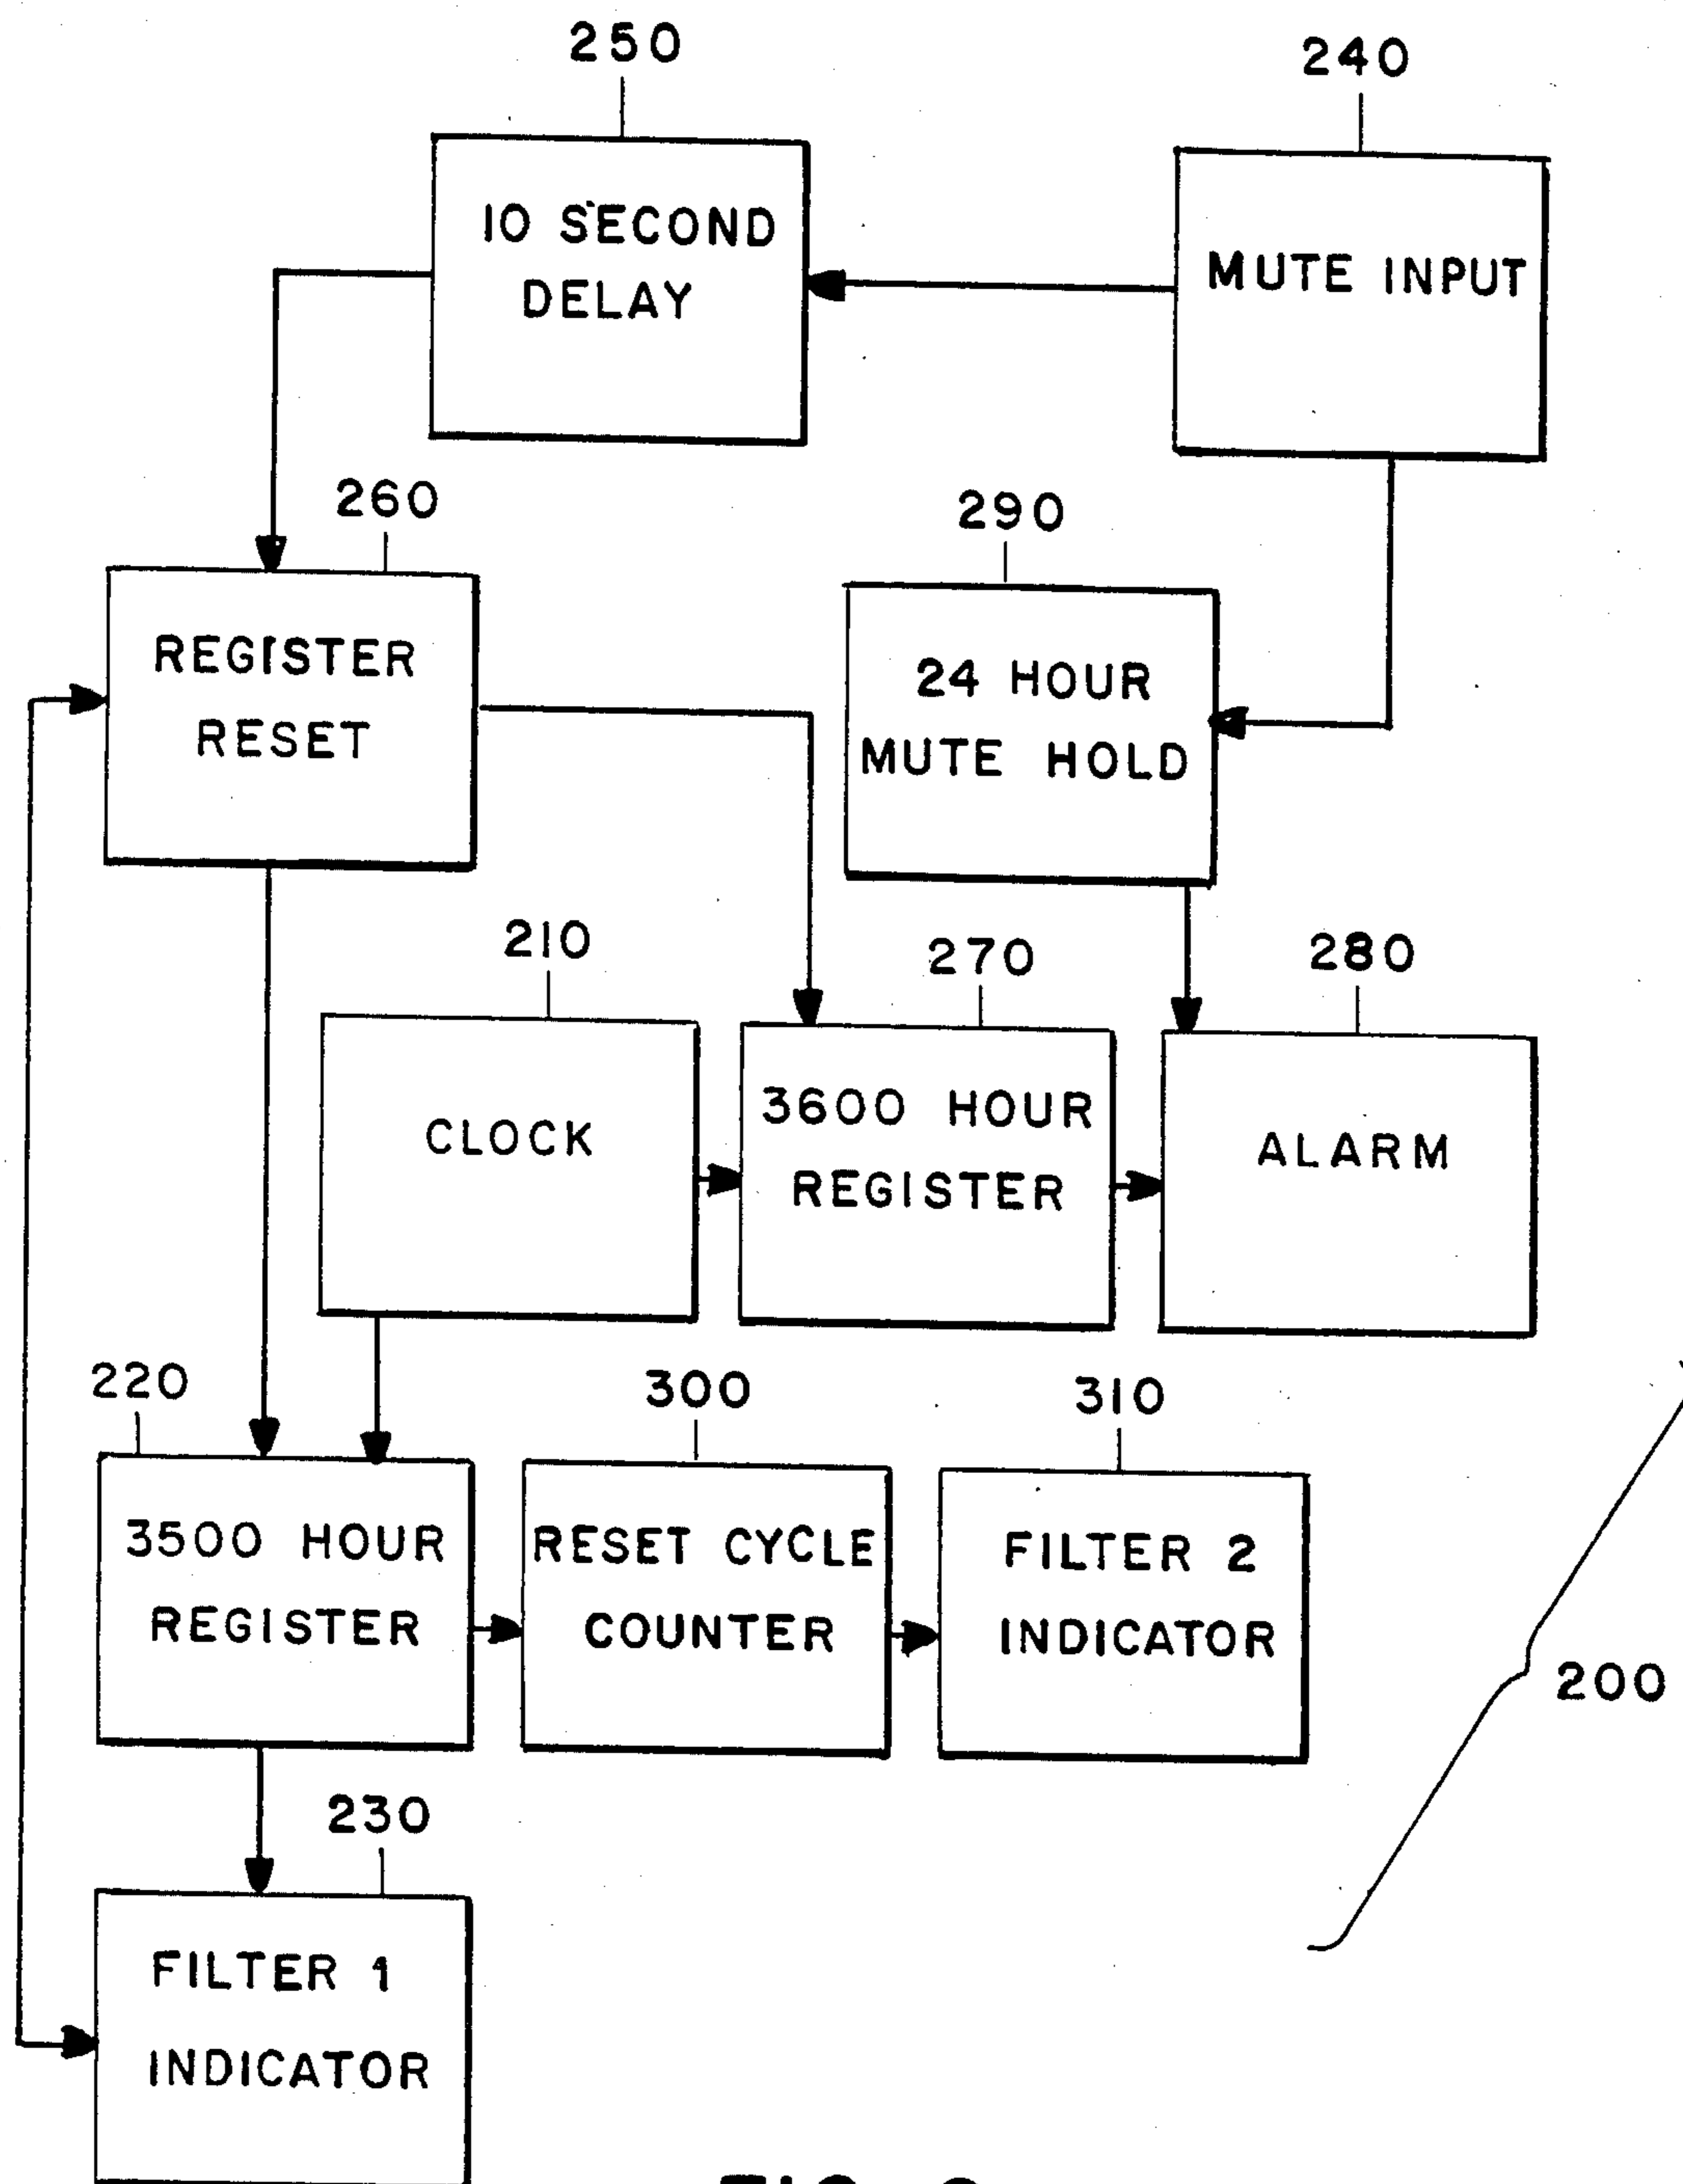 250
240
10 SECOND
DELAY
MUTE INPUT
260
290
REGISTER
RESET
24 HOUR
MUTE HOLD
210
270
280
CLOCK
3600 HOUR
REGISTER
ALARM
220
300
310
3500 HOUR
REGISTER
RESET CYCLE
COUNTER
FILTER 2
INDICATOR
200
230
FILTER 1
INDICATOR